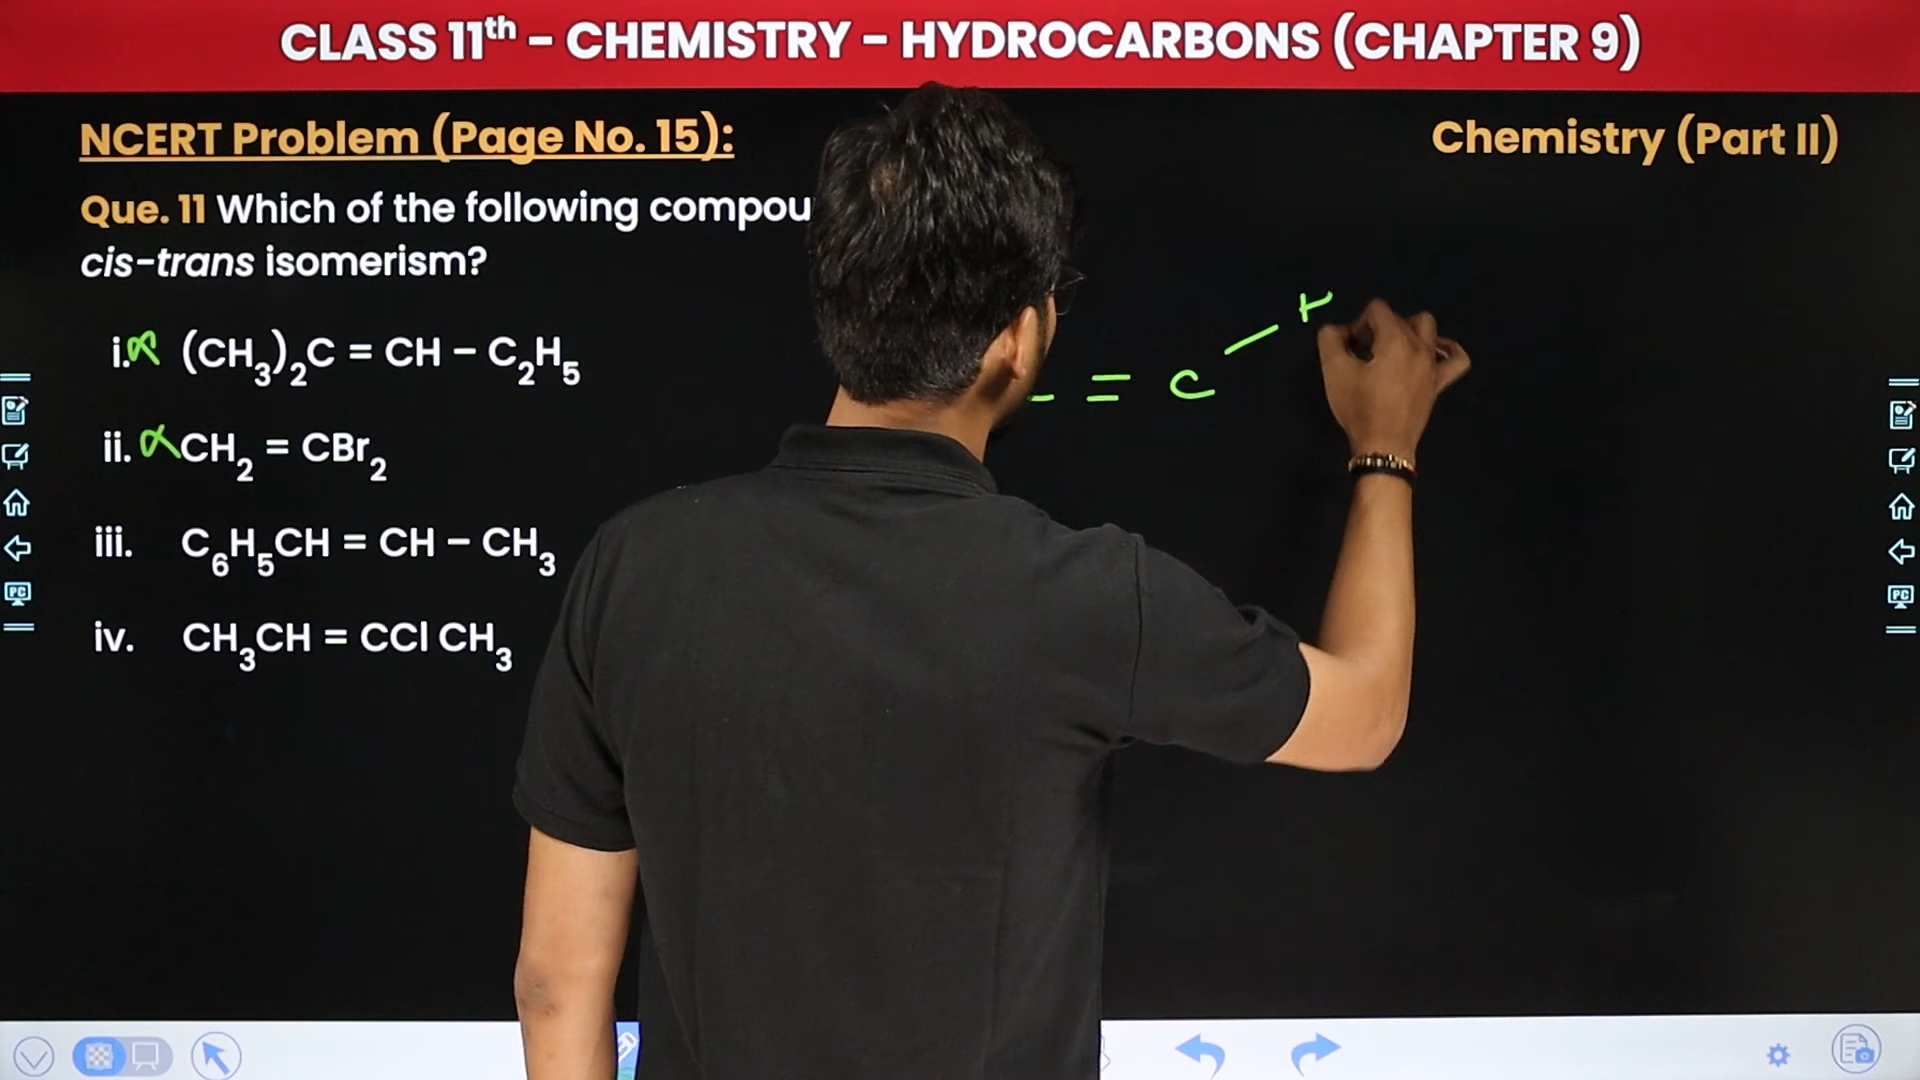 CLASS 11th - CHEMISTRY - HYDROCARBONS (CHAPTER 9)
NCERT Problem (Page No. 15):
Chemistry (Part II)
Que. 11 Which of the following
cis-trans isomerism?
i. (CH₃)₂C = CH – C₂H₅
= C
ii. CH₂ = CBr₂
iii. C₆H₅CH = CH – CH₃
iv. CH₃CH = CCl CH₃
PC
PC